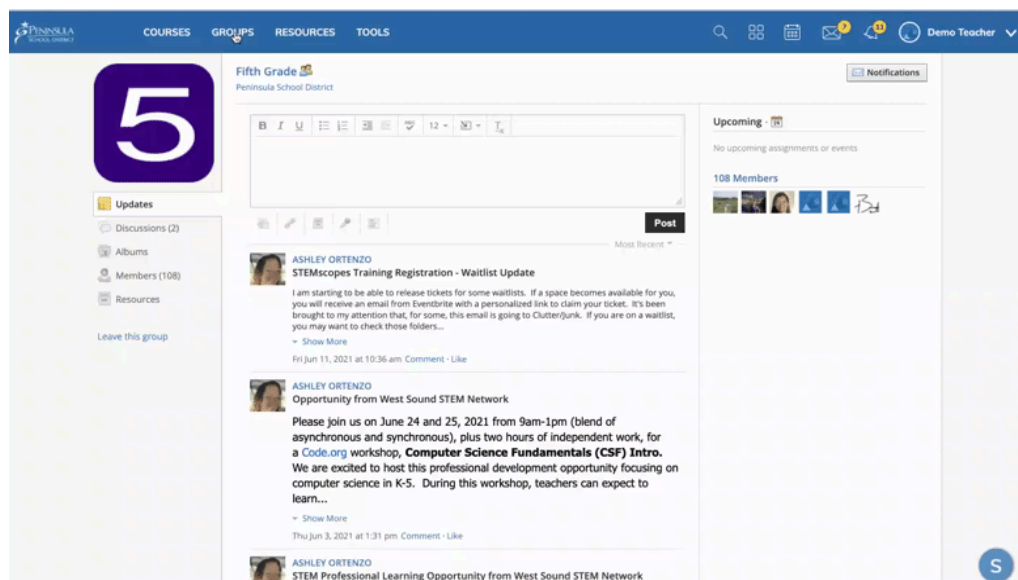 PENINSULA
SCHOOL DISTRICT
COURSES GROUPS RESOURCES TOOLS
7
11
Demo Teacher
5
Fifth Grade
Peninsula School District
Notifications
B I U 12
Upcoming ·
No upcoming assignments or events
108 Members
Updates
Discussions (2)
Albums
Members (108)
Resources
Leave this group
Post
Most Recent
ASHLEY ORTENZO
STEMscopes Training Registration - Waitlist Update
I am starting to be able to release tickets for some waitlists. If a space becomes available for you,
you will receive an email from Eventbrite with a personalized link to claim your ticket. It's been
brought to my attention that, for some, this email is going to Clutter/Junk. If you are on a waitlist,
you may want to check those folders...
Show More
Fri Jun 11, 2021 at 10:36 am Comment · Like
ASHLEY ORTENZO
Opportunity from West Sound STEM Network
Please join us on June 24 and 25, 2021 from 9am-1pm (blend of
asynchronous and synchronous), plus two hours of independent work, for
a Code.org workshop, Computer Science Fundamentals (CSF) Intro.
We are excited to host this professional development opportunity focusing on
computer science in K-5. During this workshop, teachers can expect to
learn...
Show More
Thu Jun 3, 2021 at 1:31 pm Comment · Like
ASHLEY ORTENZO
STEM Professional Learning Opportunity from West Sound STEM Network
S